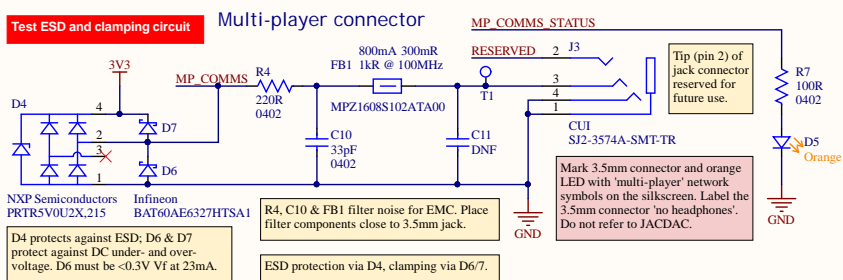 Test ESD and clamping circuit
Multi-player connector
MP_COMMS_STATUS
3V3
MP_COMMS
R4
220R
0402
800mA 300mR
FB1 1kR @ 100MHz
MPZ1608S102ATA00
RESERVED
2
J3
3
4
1
T1
CUI
SJ2-3574A-SMT-TR
Tip (pin 2) of
jack connector
reserved for
future use.
R7
100R
0402
D4
4
2
3
1
D7
D6
C10
33pF
0402
C11
DNF
D5
Orange
NXP Semiconductors
PRTR5V0U2X,215
Infineon
BAT60AE6327HTSA1
GND
GND
Mark 3.5mm connector and orange
LED with 'multi-player' network
symbols on the silkscreen. Label the
3.5mm connector 'no headphones'.
Do not refer to JACDAC.
D4 protects against ESD; D6 & D7
protect against DC under- and over-
voltage. D6 must be <0.3V Vf at 23mA.
R4, C10 & FB1 filter noise for EMC. Place
filter components close to 3.5mm jack.
ESD protection via D4, clamping via D6/7.